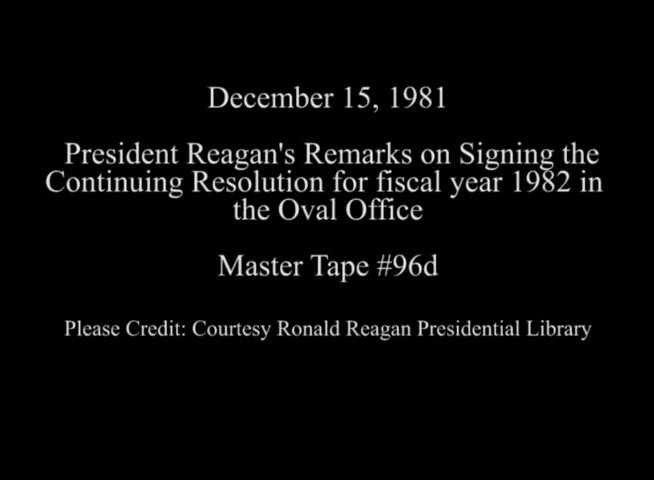 December 15, 1981
President Reagan's Remarks on Signing the
Continuing Resolution for fiscal year 1982 in
the Oval Office
Master Tape #96d
Please Credit: Courtesy Ronald Reagan Presidential Library